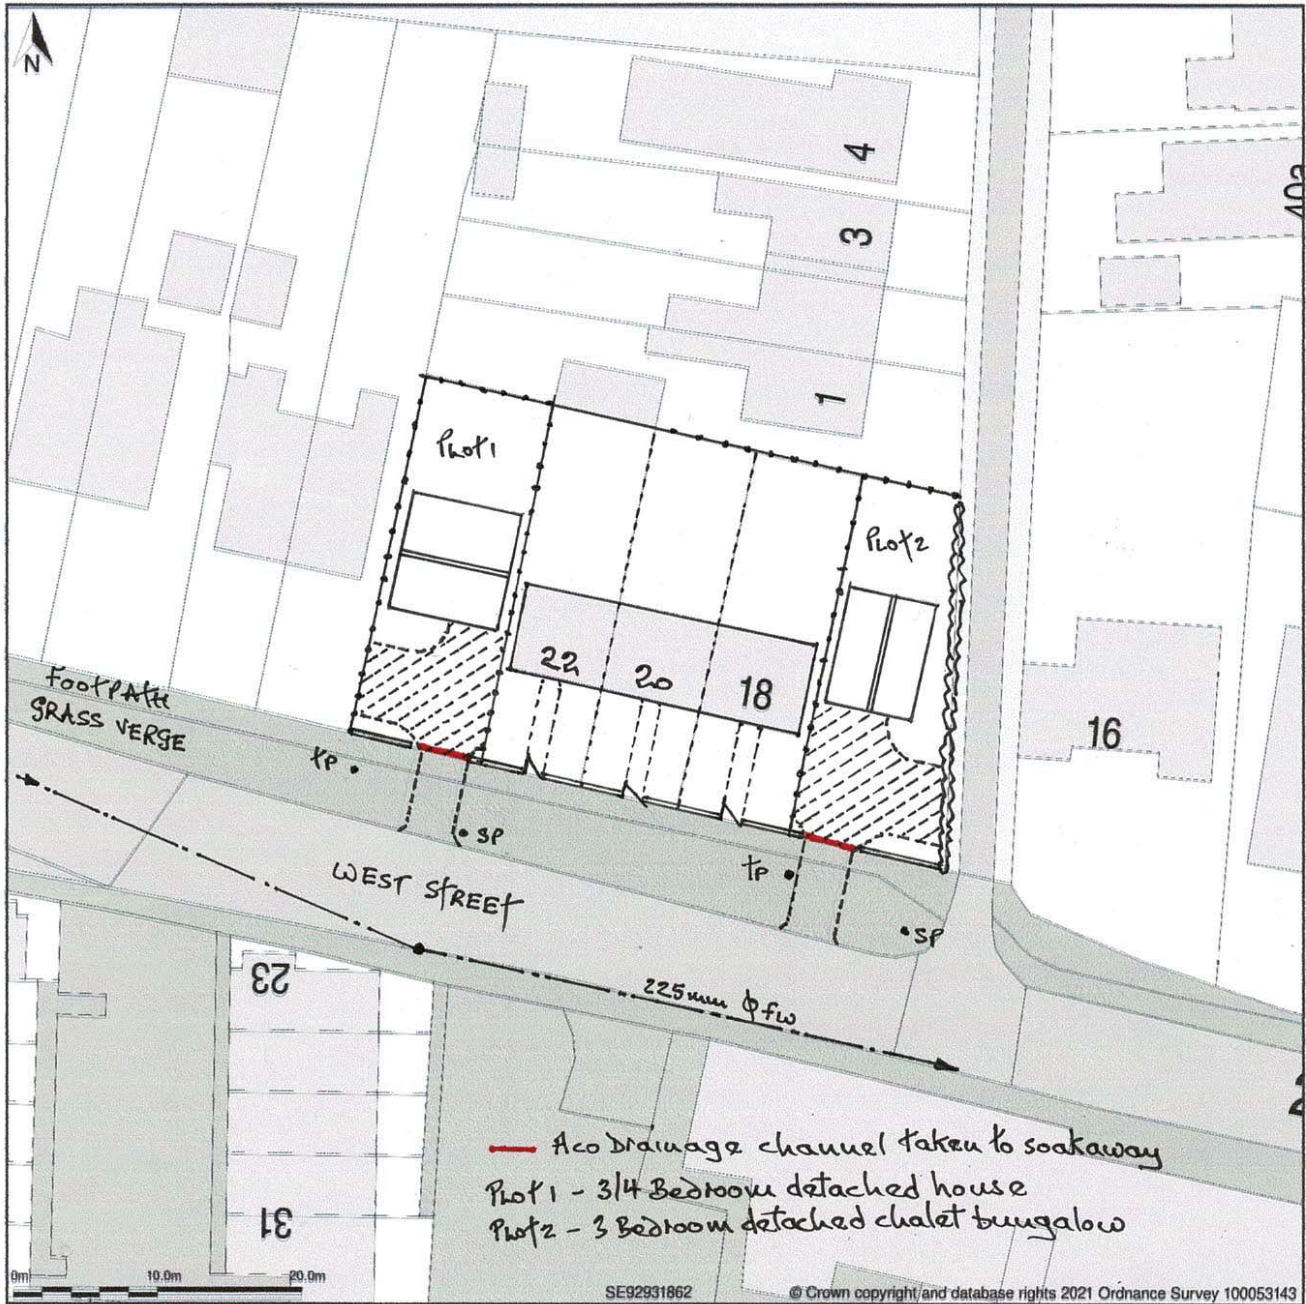 N
4
3
40a
1
Plot 1
Plot 2
22
20
18
16
FOOTPATH
GRASS VERGE
tP
SP
tP
SP
WEST STREET
23
225mm ϕ fw
2
31
Aco Drainage channel taken to soakaway
Plot 1 - 3/4 Bedroom detached house
Plot 2 - 3 Bedroom detached chalet bungalow
0m 10.0m 20.0m
SE92931862
© Crown copyright and database rights 2021 Ordnance Survey 100053143